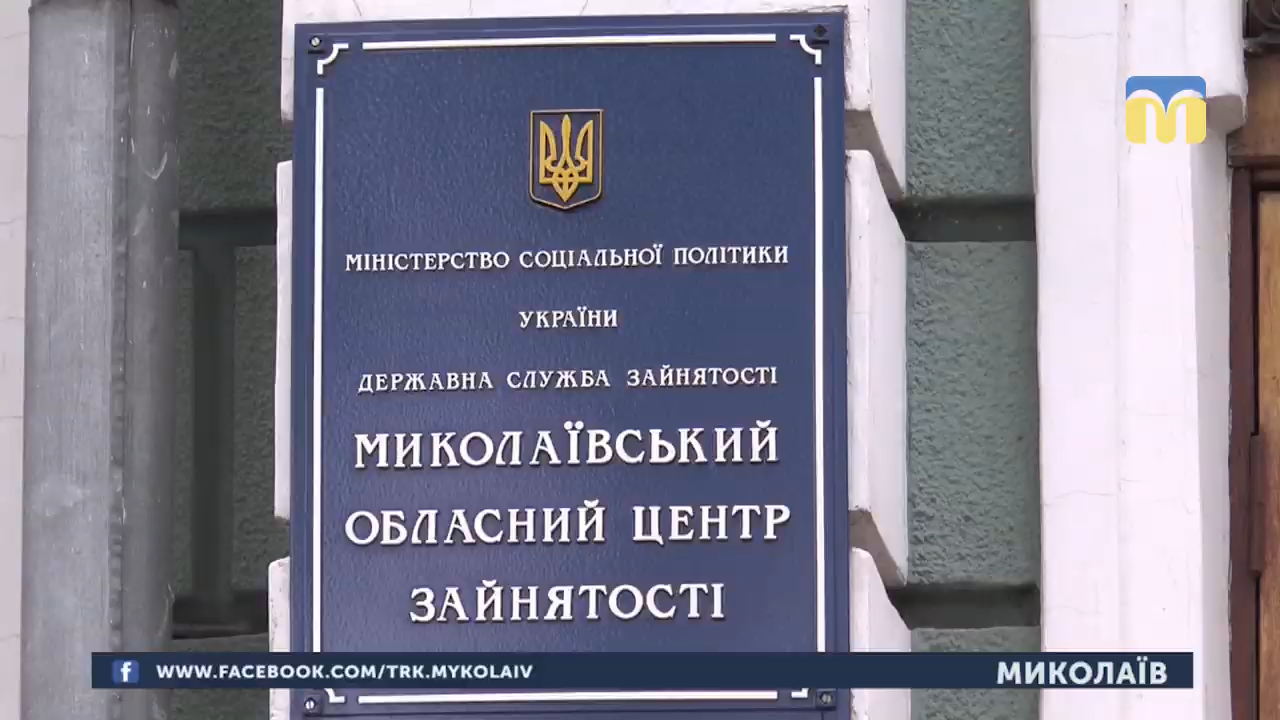 МІНІСТЕРСТВО СОЦІАЛЬНОЇ ПОЛІТИКИ
УКРАЇНИ
ДЕРЖАВНА СЛУЖБА ЗАЙНЯТОСТІ
МИКОЛАЇВСЬКИЙ
ОБЛАСНИЙ ЦЕНТР
ЗАЙНЯТОСТІ
WWW.FACEBOOK.COM/TRK.MYKOLAIV
МИКОЛАЇВ